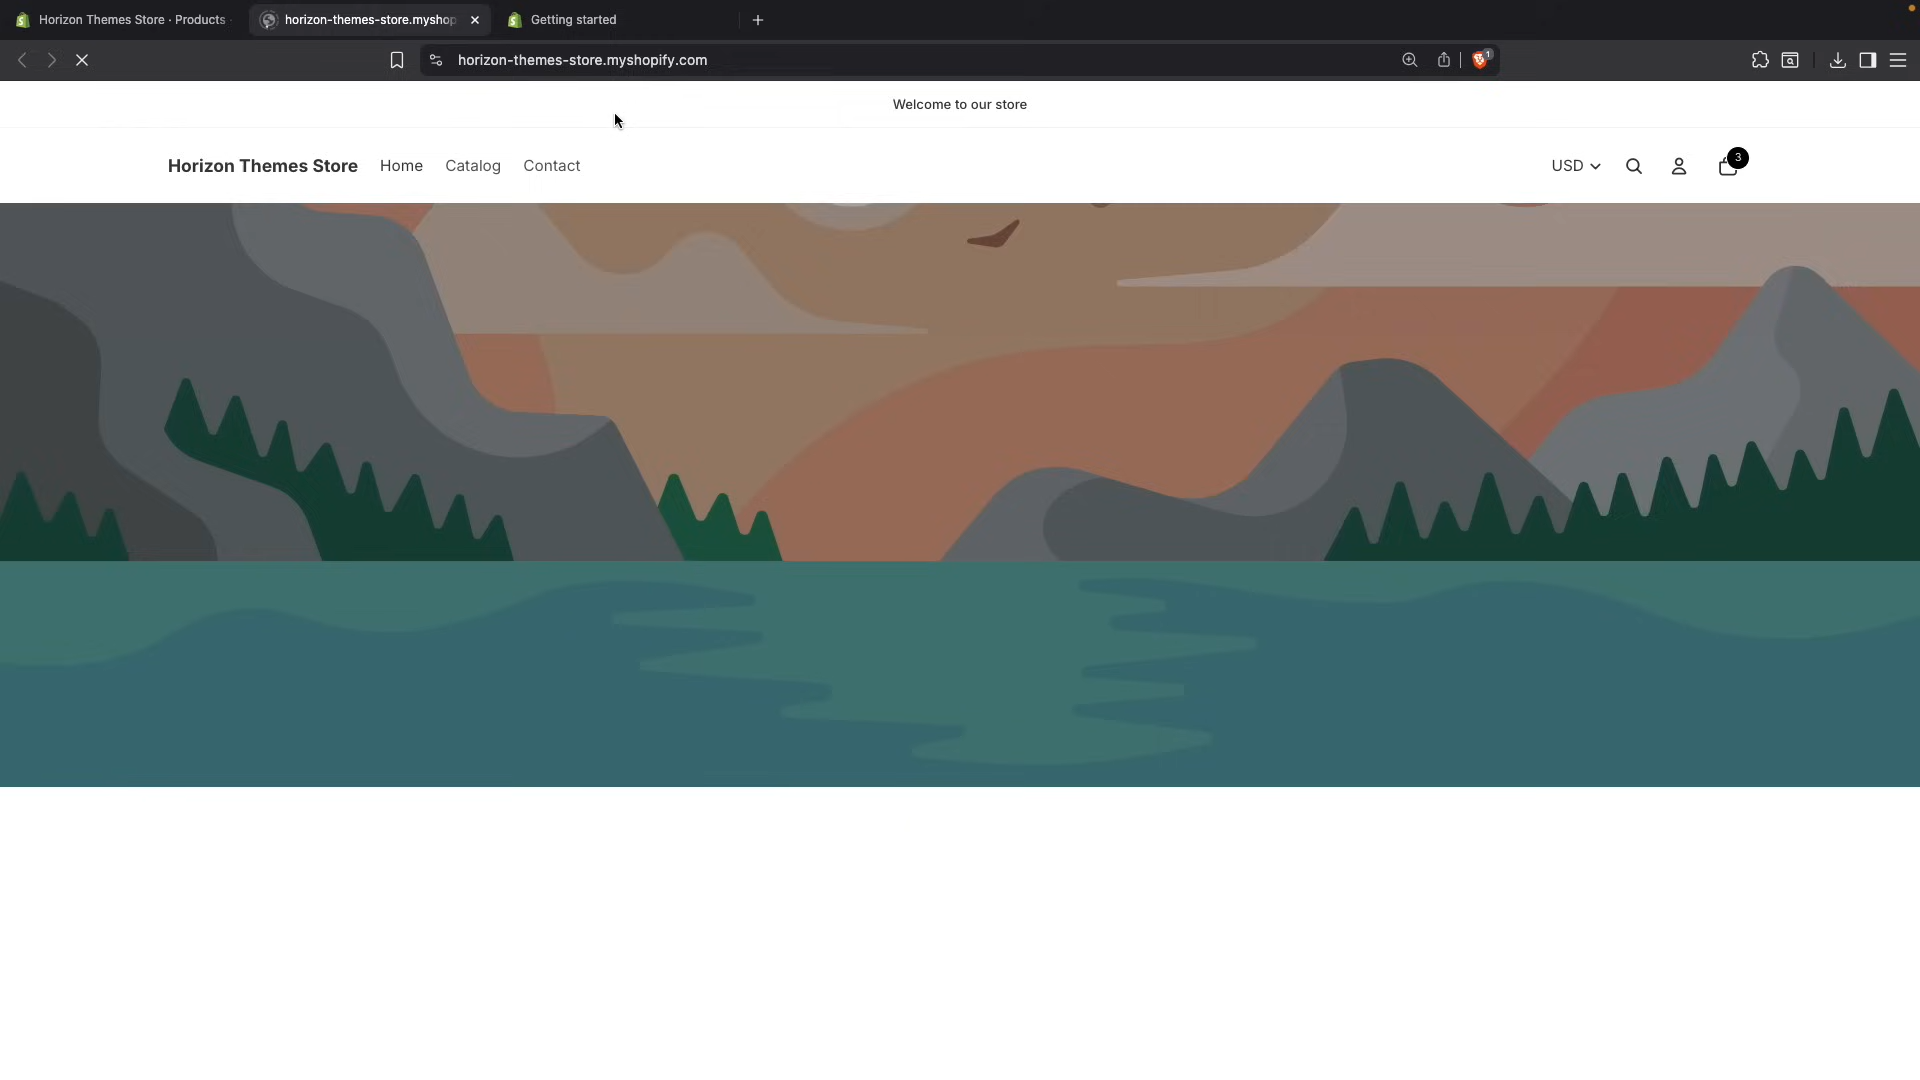 Horizon Themes Store · Products
horizon-themes-store.myshop
Getting started
horizon-themes-store.myshopify.com
1
Welcome to our store
Horizon Themes Store
Home
Catalog
Contact
USD
3